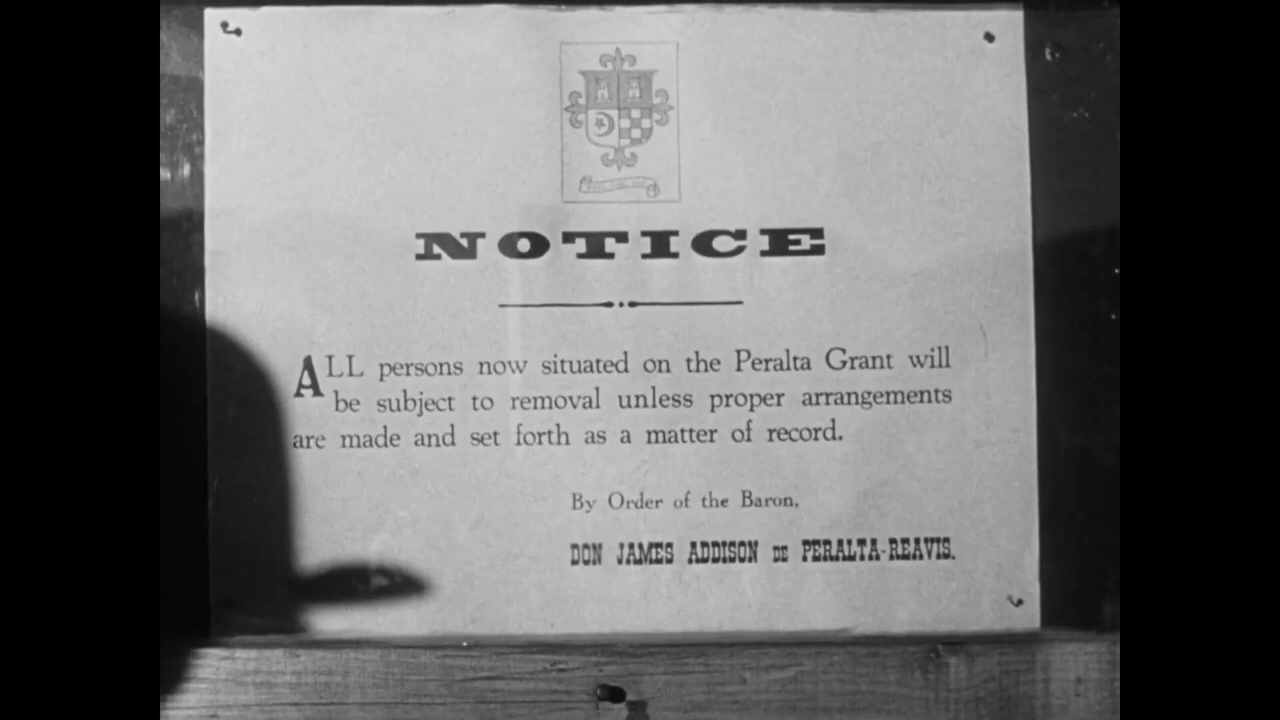 NOTICE
ALL persons now situated on the Peralta Grant will
be subject to removal unless proper arrangements
are made and set forth as a matter of record.
By Order of the Baron,
DON JAMES ADDISON DE PERALTA-REAVIS.